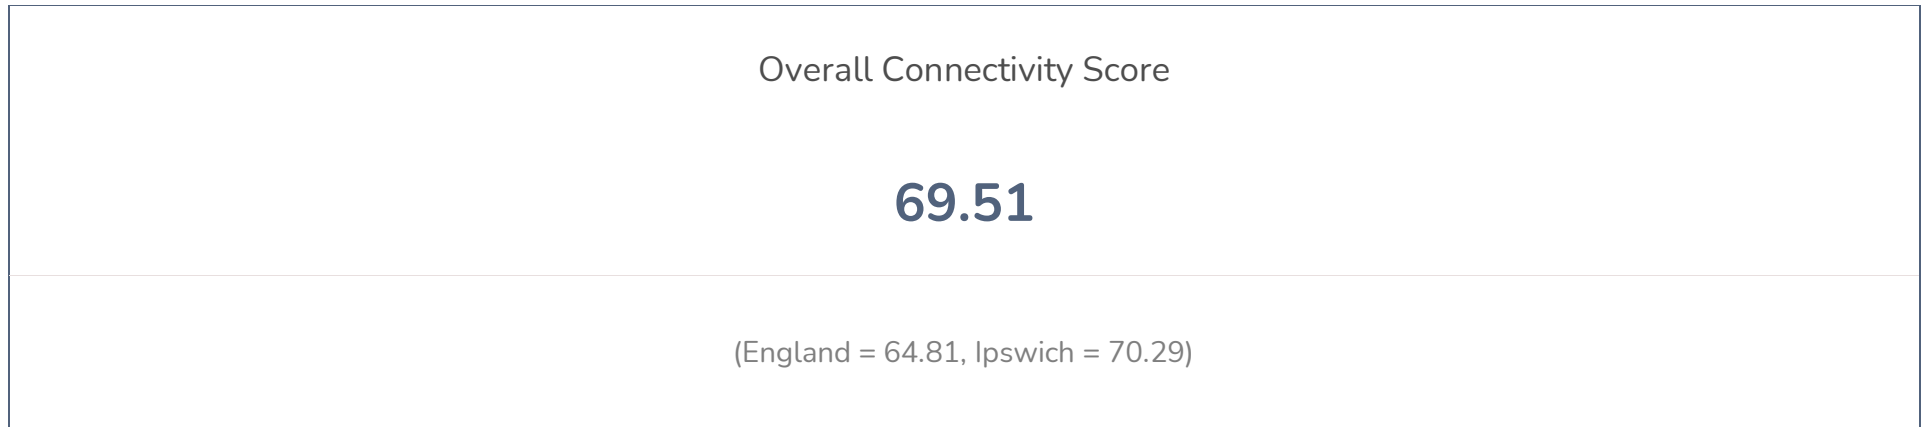 Overall Connectivity Score
69.51
(England = 64.81, Ipswich = 70.29)